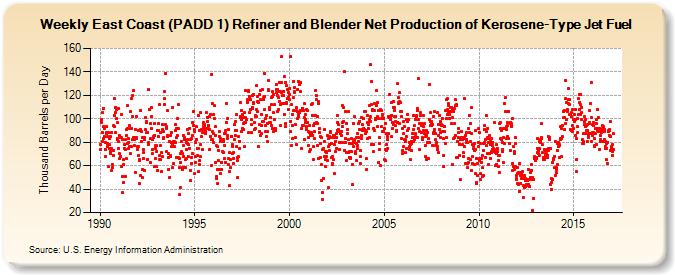 Weekly East Coast (PADD 1) Refiner and Blender Net Production of Kerosene-Type Jet Fuel
Thousand Barrels per Day
160
140
120
100
80
60
40
20
1990 1995 2000 2005 2010 2015
Source: U.S. Energy Information Administration